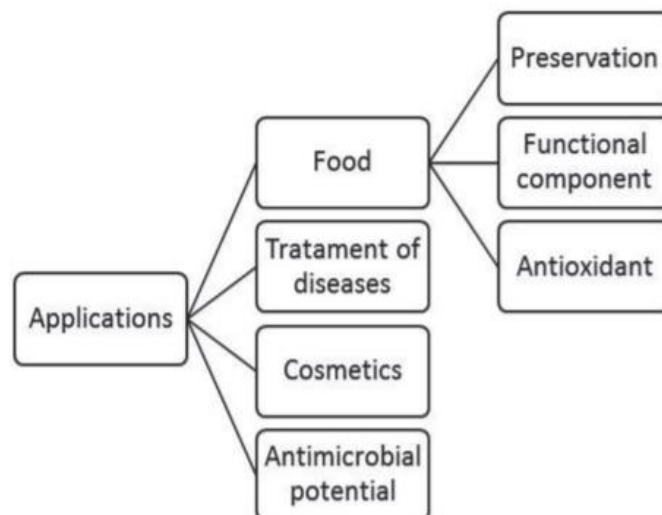 Preservation
Food
Functional
component
Tratament of
diseases
Antioxidant
Applications
Cosmetics
Antimicrobial
potential